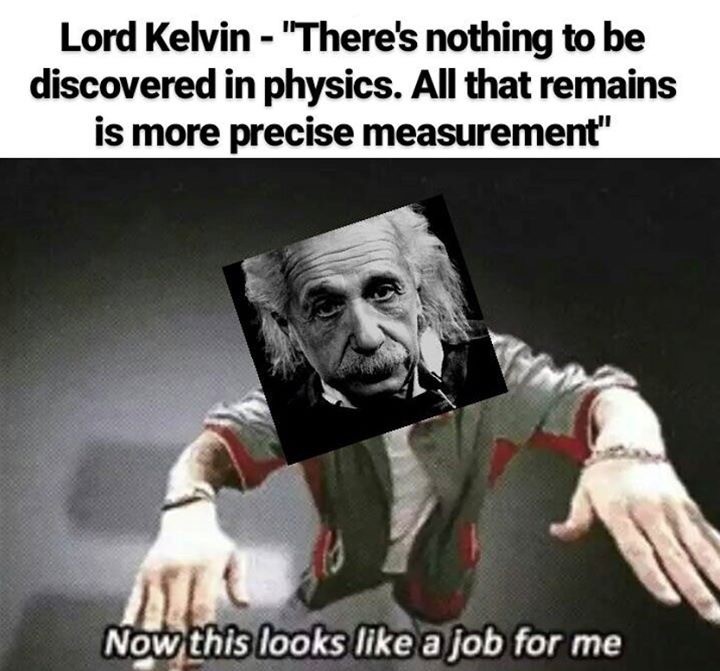 Lord Kelvin - "There's nothing to be
discovered in physics. All that remains
is more precise measurement"
Now this looks like a job for me